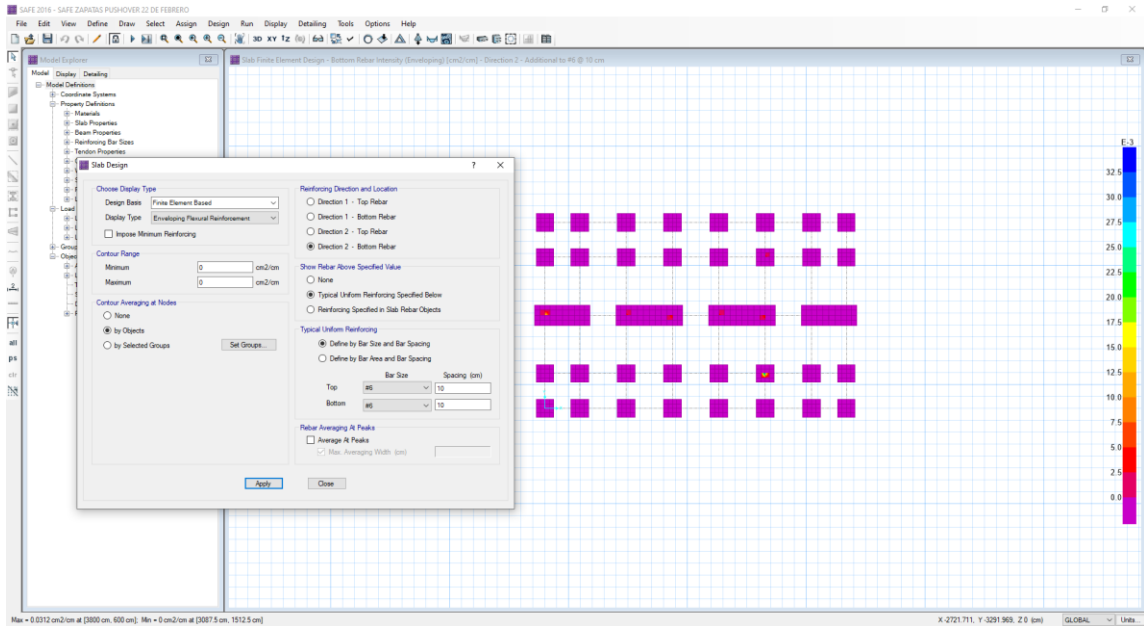 SAFE 2016 - SAFE ZAPATAS PUSHOVER 22 DE FEBRERO
File Edit View Define Draw Select Assign Design Run Display Detailing Tools Options Help
Model Explorer
Model Display Detailing
Model Definitions
Coordinate Systems
Property Definitions
Materials
Slab Properties
Beam Properties
Reinforcing Bar Sizes
Tendon Properties
Load
Group
Objec
Slab Finite Element Design - Bottom Rebar Intensity (Enveloping) [cm2/cm] - Direction 2 - Additional to #6 @ 10 cm
Slab Design
? X
Choose Display Type
Design Basis Finite Element Based
Display Type Enveloping Flexural Reinforcement
Impose Minimum Reinforcing
Contour Range
Minimum 0 cm2/cm
Maximum 0 cm2/cm
Contour Averaging at Nodes
None
by Objects
by Selected Groups Set Groups...
Reinforcing Direction and Location
Direction 1 - Top Rebar
Direction 1 - Bottom Rebar
Direction 2 - Top Rebar
Direction 2 - Bottom Rebar
Show Rebar Above Specified Value
None
Typical Uniform Reinforcing Specified Below
Reinforcing Specified in Slab Rebar Objects
Typical Uniform Reinforcing
Define by Bar Size and Bar Spacing
Define by Bar Area and Bar Spacing
Bar Size Spacing (cm)
Top #6 10
Bottom #6 10
Rebar Averaging At Peaks
Average At Peaks
Max. Averaging Width (cm)
Apply Close
E-3
32.5
30.0
27.5
25.0
22.5
20.0
17.5
15.0
12.5
10.0
7.5
5.0
2.5
0.0
all
ps
clr
Max = 0.0312 cm2/cm at [3800 cm, 600 cm]; Min = 0 cm2/cm at [3087.5 cm, 1512.5 cm]
X -2721.711, Y -3291.969, Z 0 (cm) GLOBAL Units...